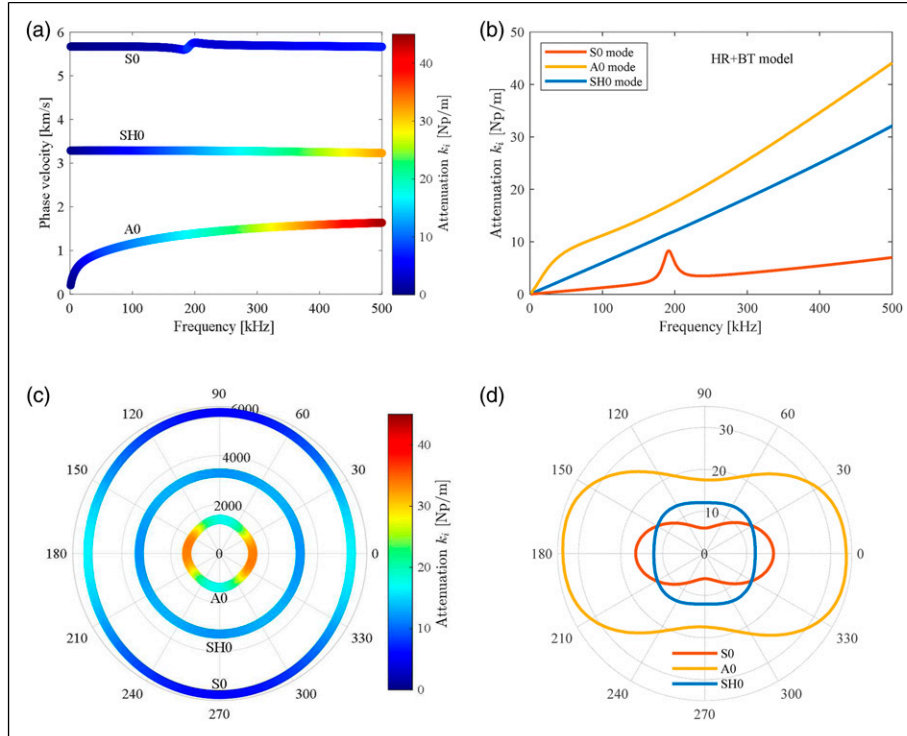 (a)
6
5
4
3
2
1
0
Phase velocity [km/s]
S0
SH0
A0
0 100 200 300 400 500
Frequency [kHz]
40
30
20
10
0
Attenuation k_i [Np/m]
(b)
50
40
30
20
10
0
Attenuation k_i [Np/m]
S0 mode
A0 mode
SH0 mode
HR+BT model
0 100 200 300 400 500
Frequency [kHz]
(c)
90
120 60
6000
150 30
4000
2000
180 0 0
A0
SH0
210 330
S0
240 300
270
40
30
20
10
0
Attenuation k_i [Np/m]
(d)
90
120 60
30
150 30
20
10
180 0 0
210 330
S0
A0
SH0
240 300
270